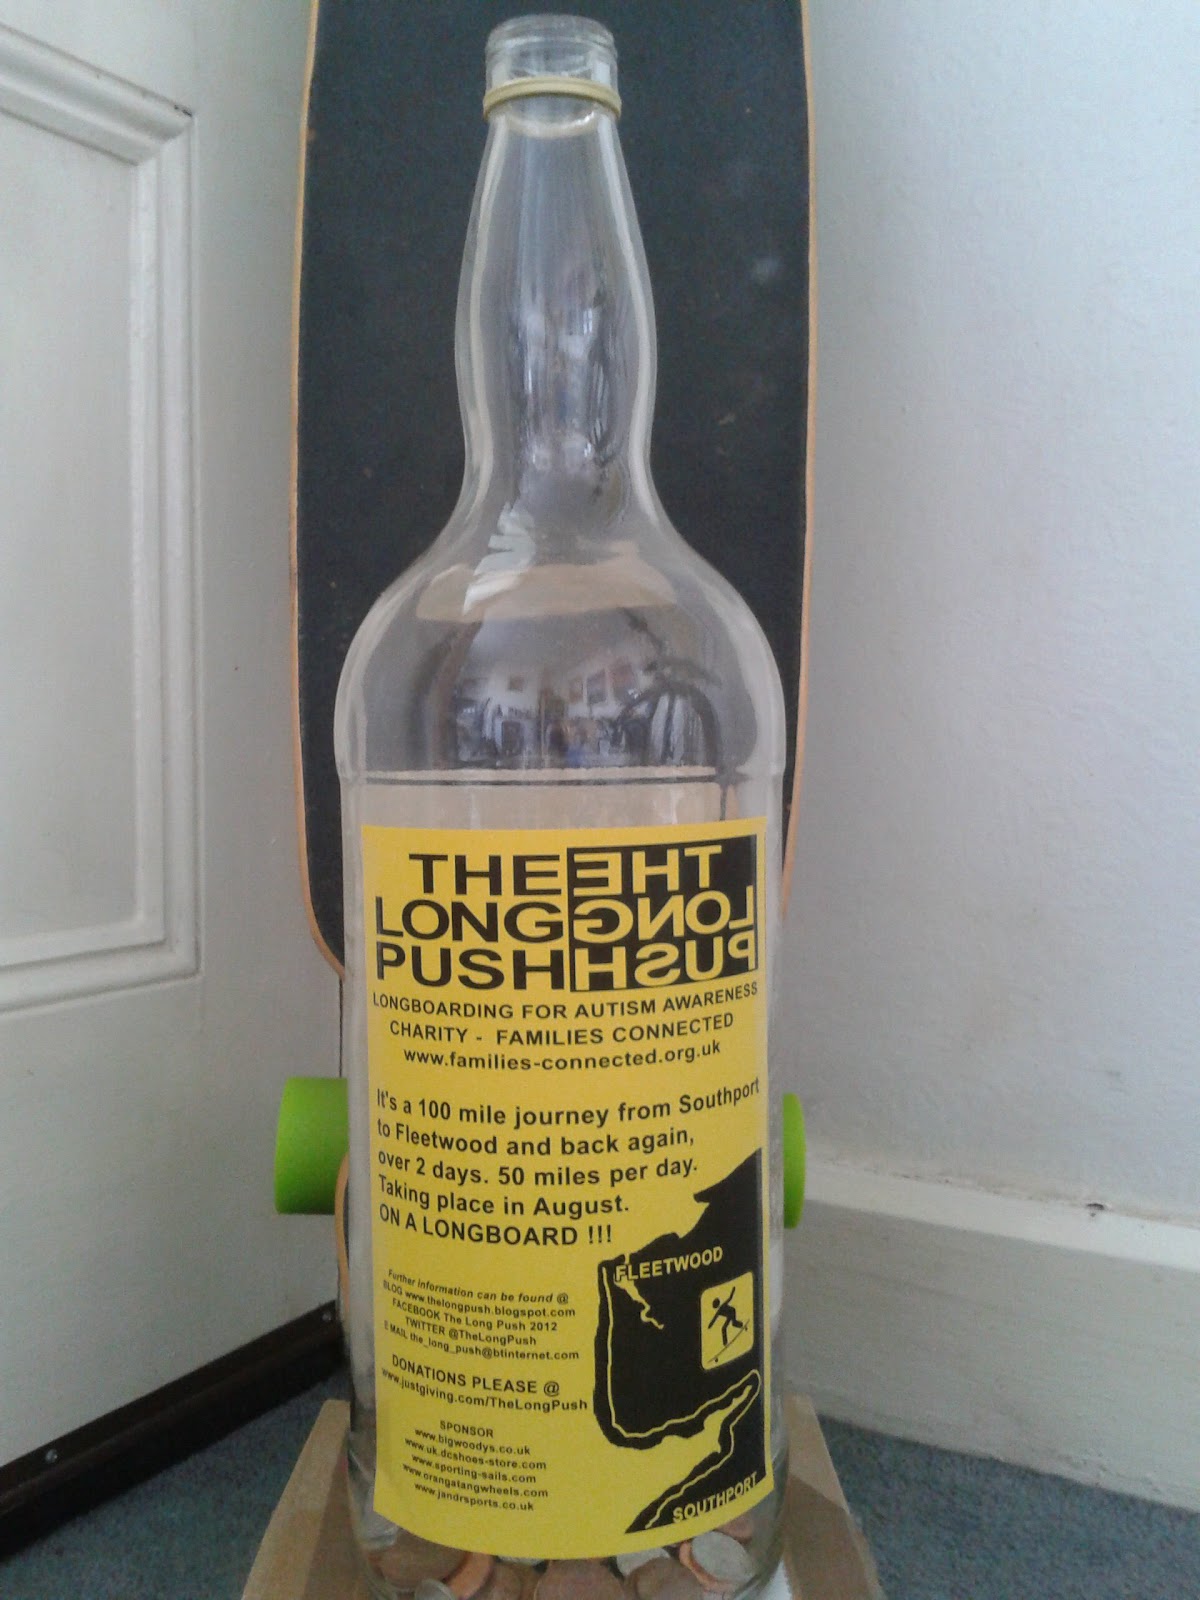 THE THE
LONG LONG
PUSH PUSH
LONGBOARDING FOR AUTISM AWARENESS
CHARITY - FAMILIES CONNECTED
www.families-connected.org.uk
It's a 100 mile journey from Southport
to Fleetwood and back again,
over 2 days. 50 miles per day.
Taking place in August.
ON A LONGBOARD !!!
FLEETWOOD
Further information can be found @
BLOG www.thelongpush.blogspot.com
FACEBOOK The Long Push 2012
TWITTER @TheLongPush
E MAIL the_long_push@btinternet.com
DONATIONS PLEASE @
www.justgiving.com/TheLongPush
SPONSOR
www.bigwoodys.co.uk
www.uk.dcshoes-store.com
www.sporting-sails.com
www.orangatangwheels.com
www.jandrsports.co.uk
SOUTHPORT